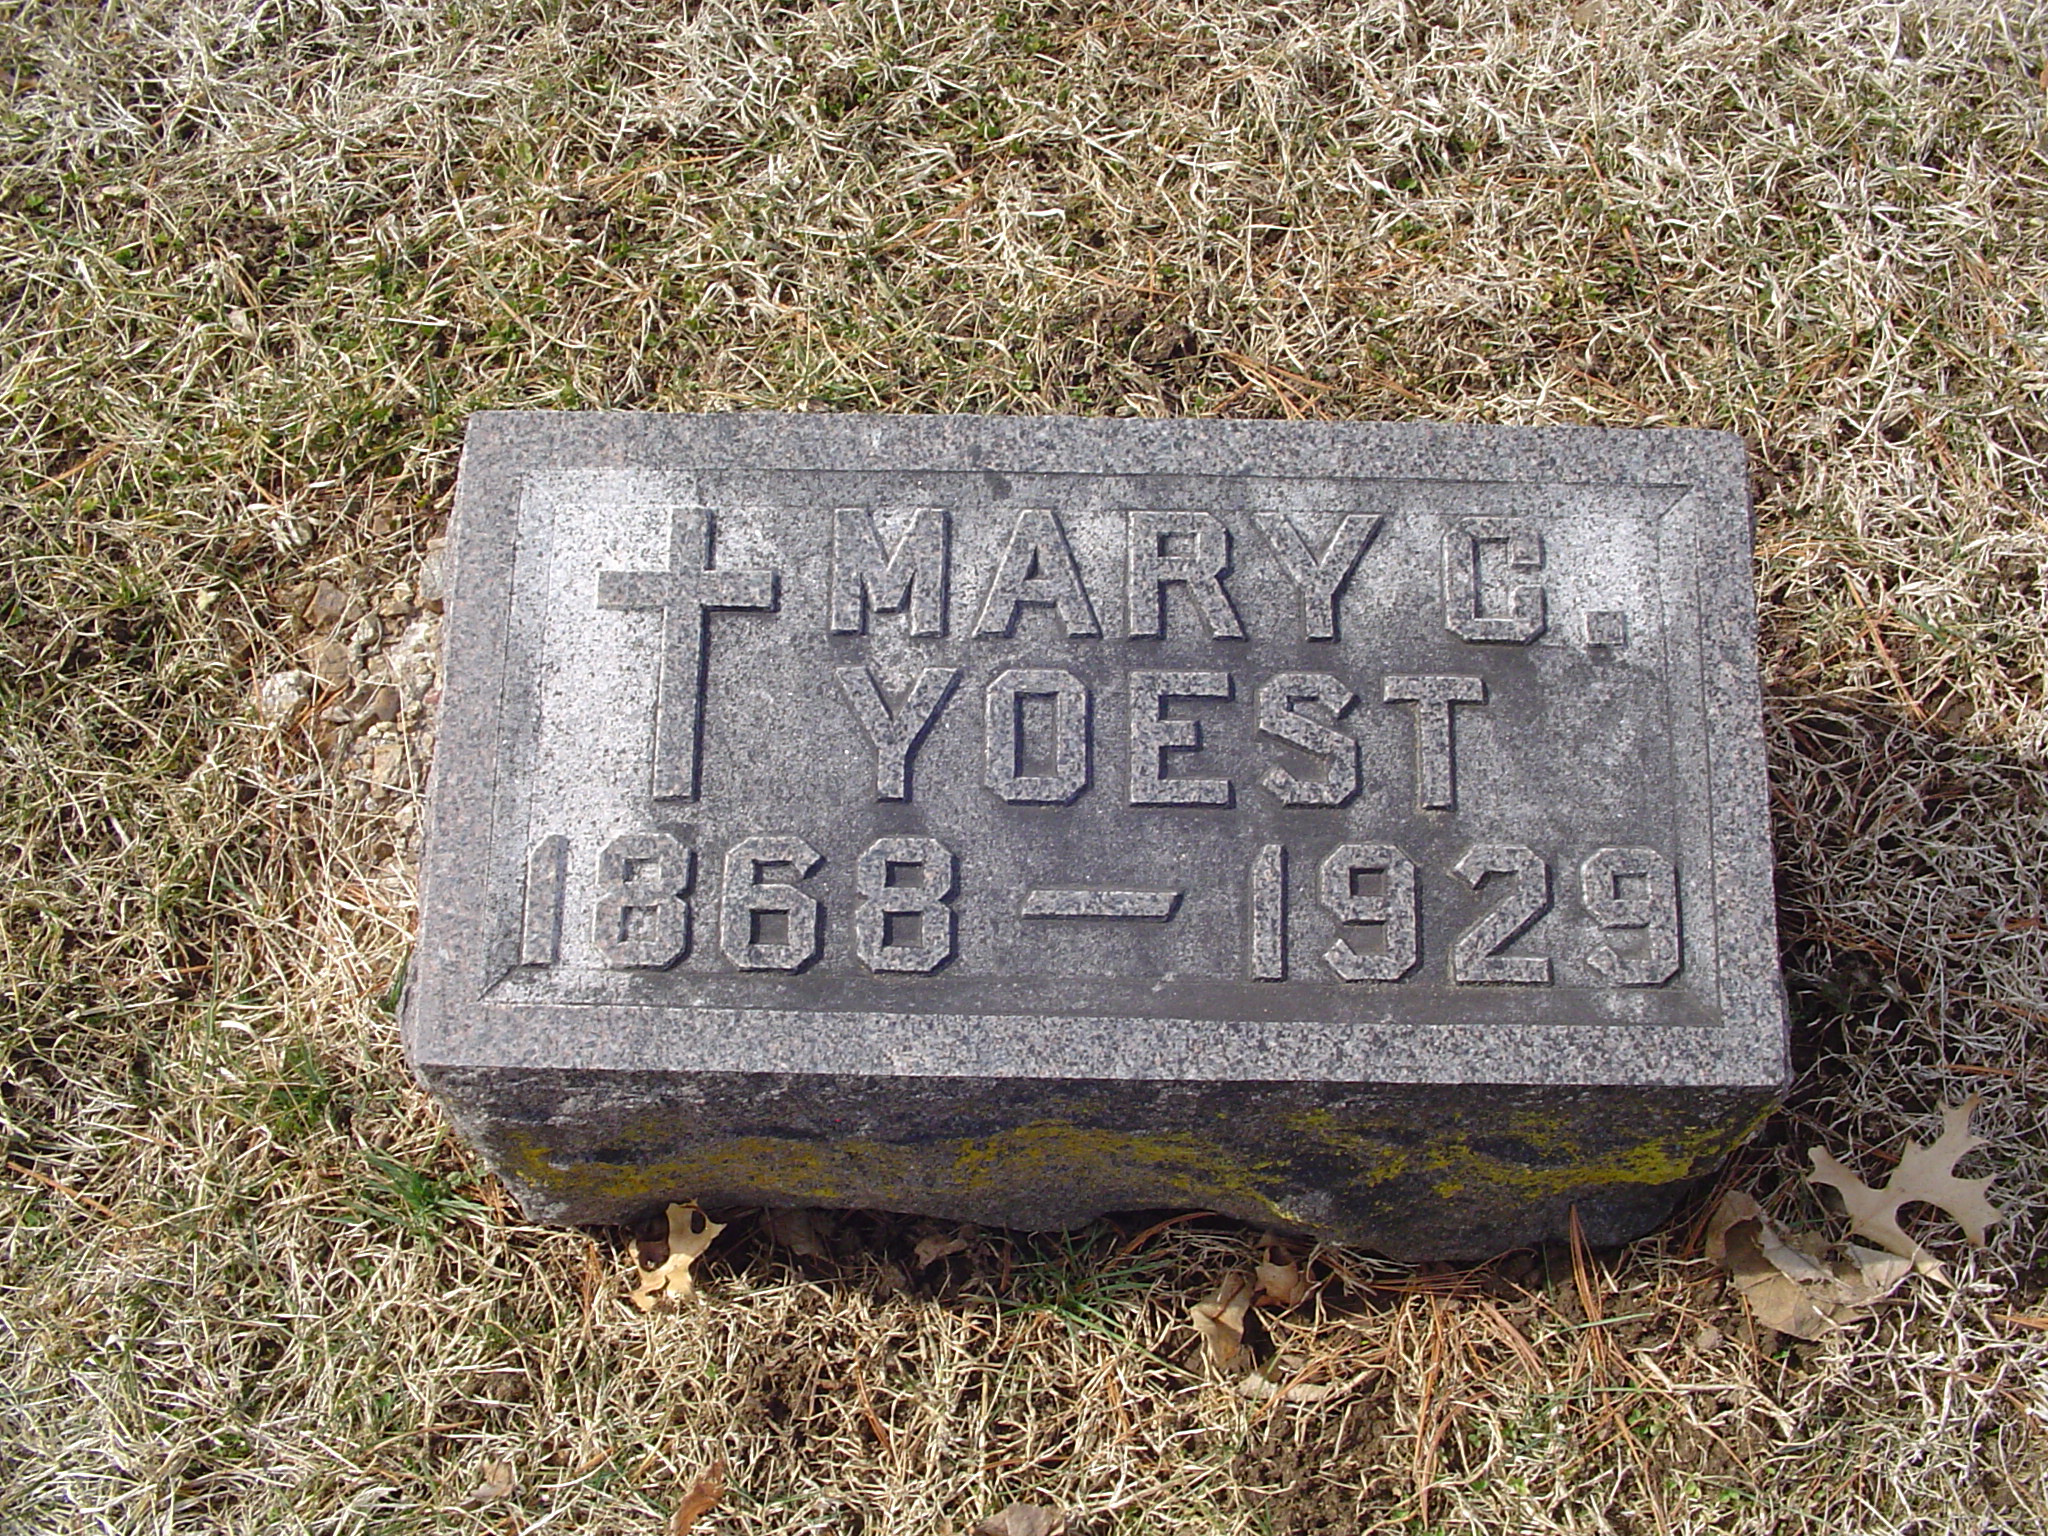 MARY C.
YOEST
1868 — 1929